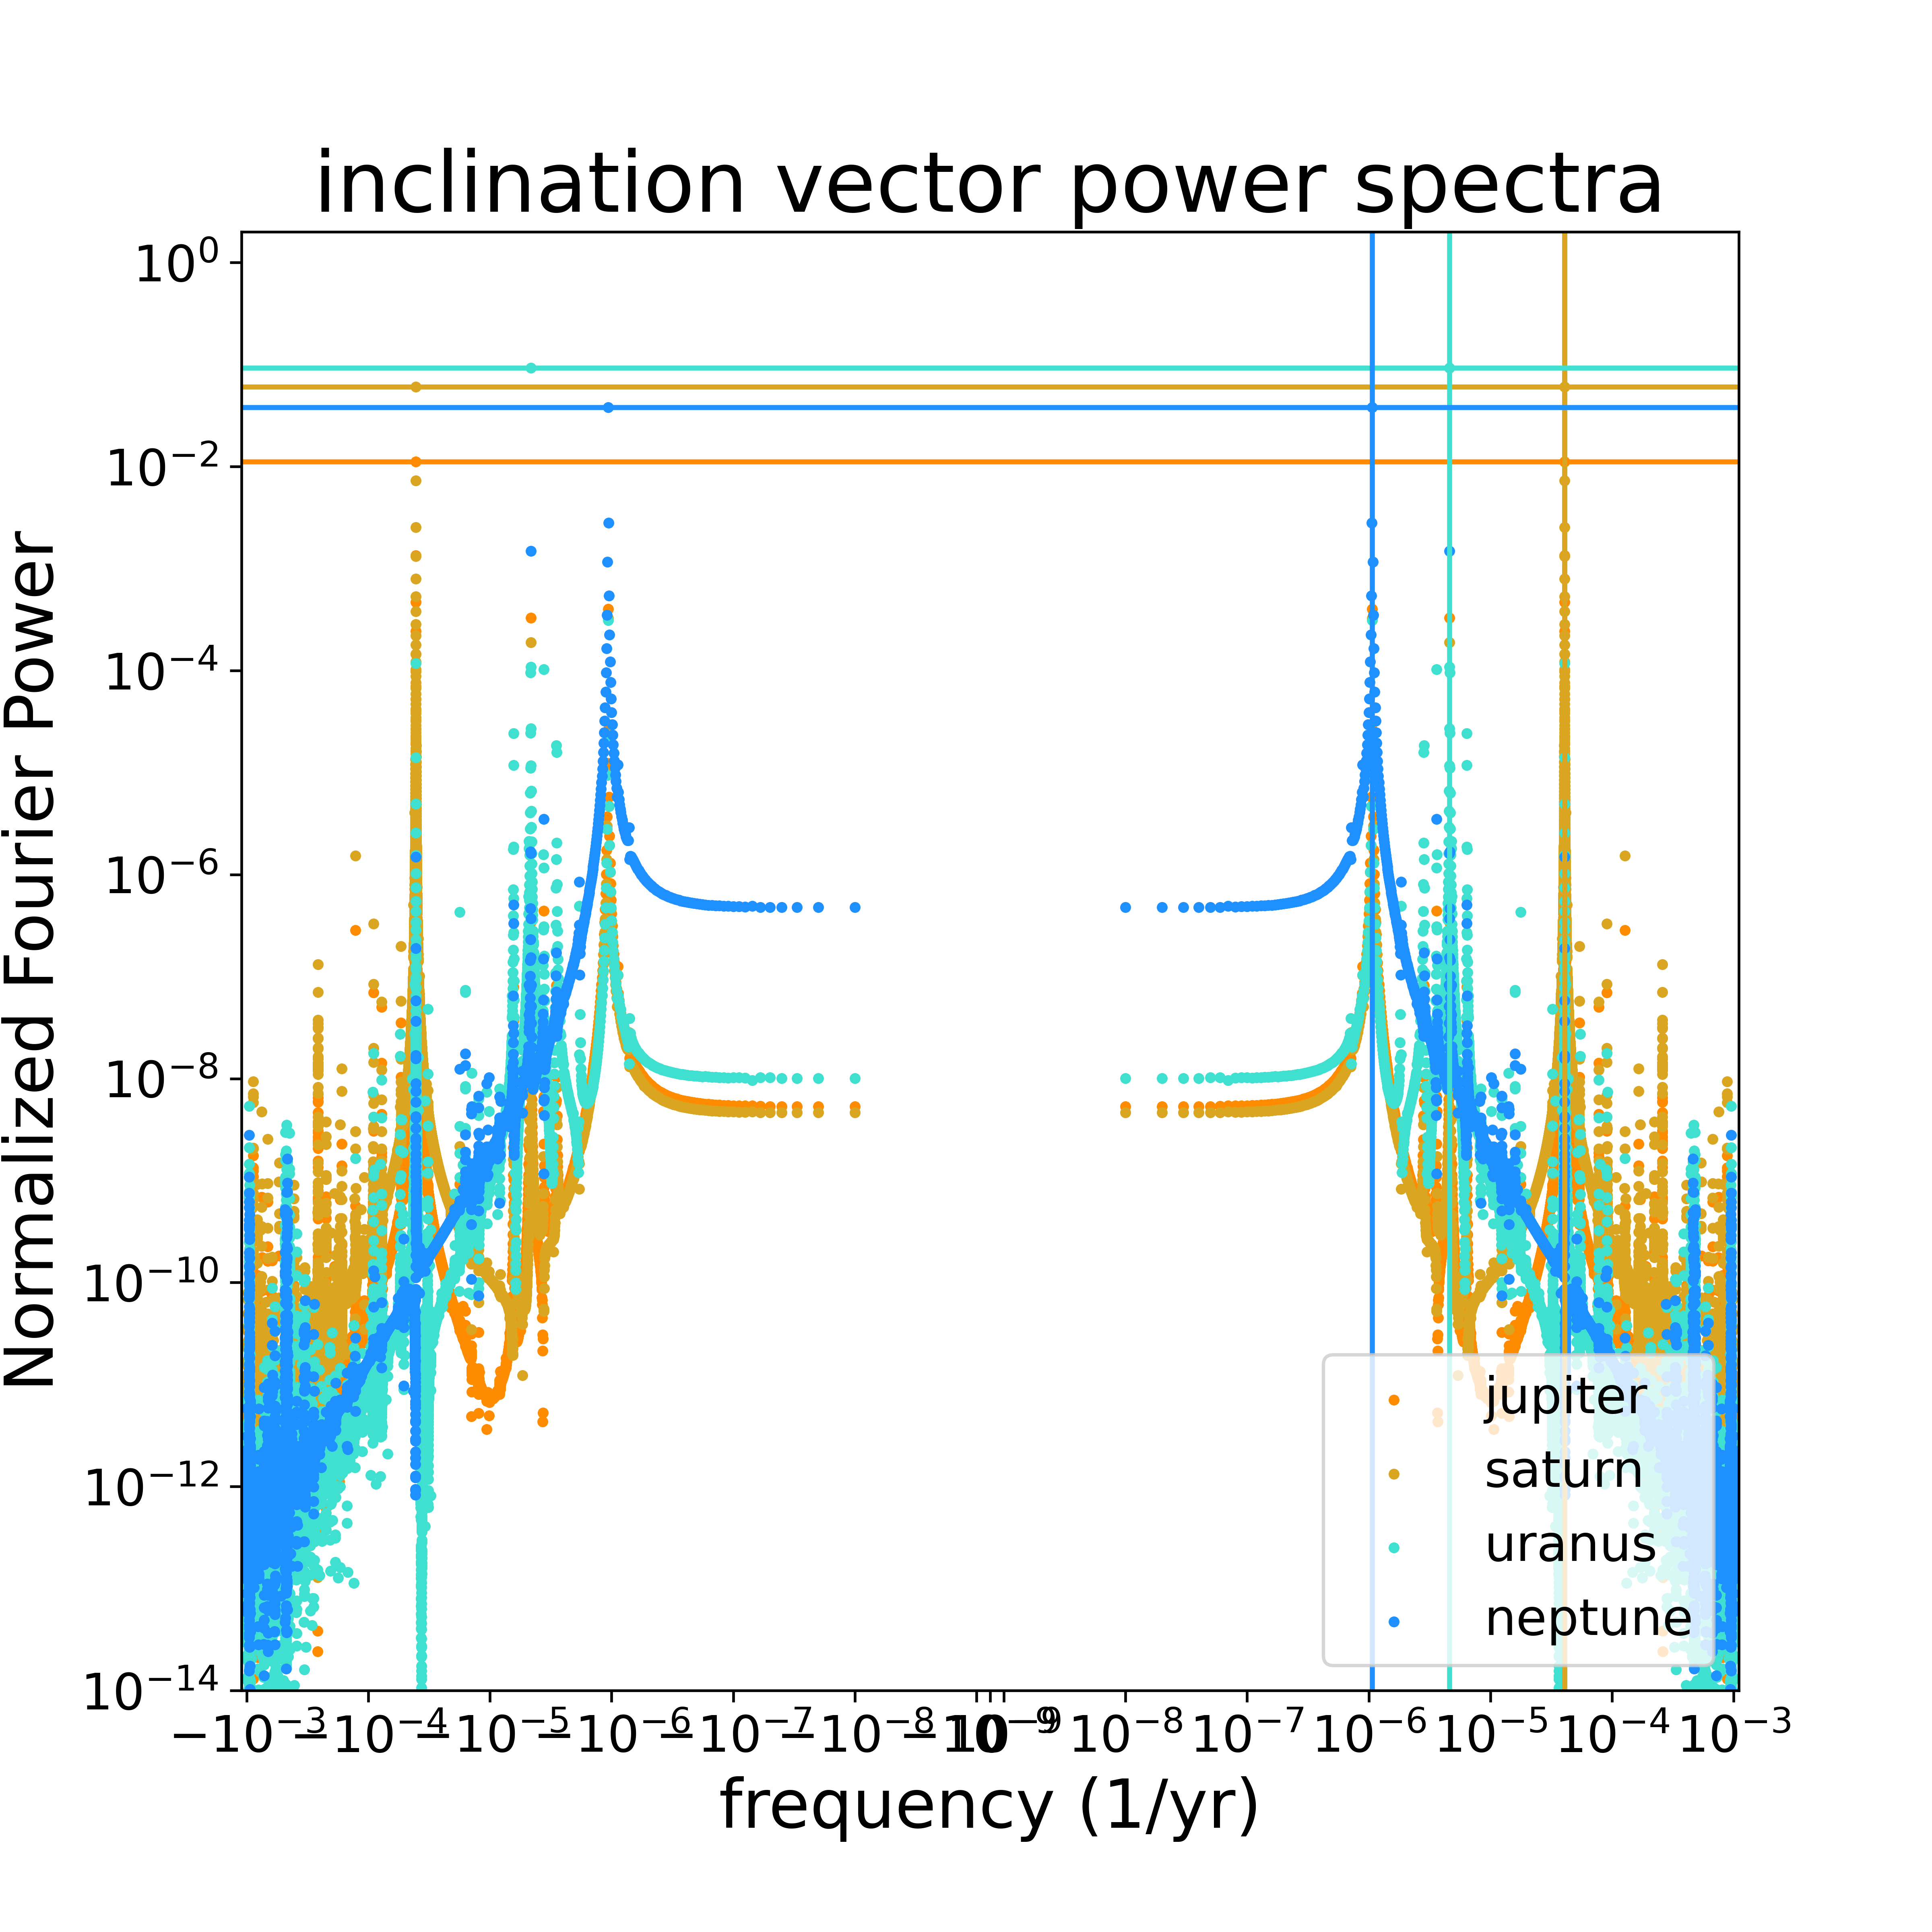 inclination vector power spectra
Normalized Fourier Power
10⁰
10⁻²
10⁻⁴
10⁻⁶
10⁻⁸
10⁻¹⁰
10⁻¹²
10⁻¹⁴
jupiter
saturn
uranus
neptune
−10⁻³ −10⁻⁴ −10⁻⁵ −10⁻⁶ −10⁻⁷ −10⁻⁸ −10⁻⁹ 0 10⁻⁹ 10⁻⁸ 10⁻⁷ 10⁻⁶ 10⁻⁵ 10⁻⁴ 10⁻³
frequency (1/yr)